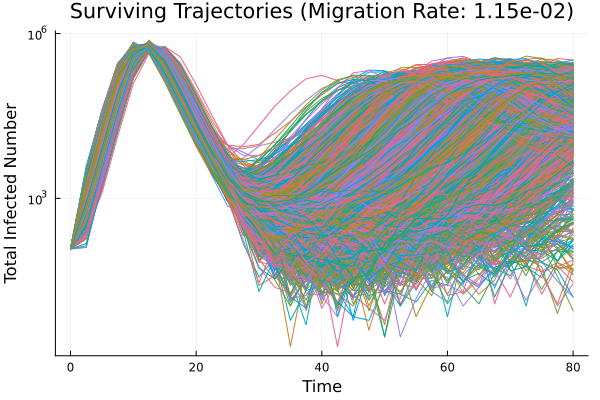 Surviving Trajectories (Migration Rate: 1.15e-02)
10⁶
10³
Total Infected Number
0 20 40 60 80
Time